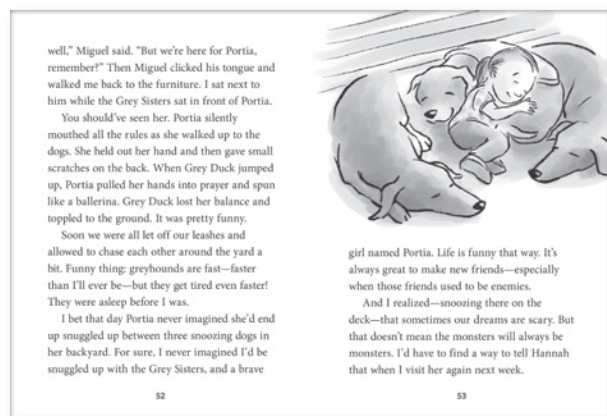 well,” Miguel said. “But we’re here for Portia,
remember?” Then Miguel clicked his tongue and
walked me back to the furniture. I sat next to
him while the Grey Sisters sat in front of Portia.
You should’ve seen her. Portia silently
mouthed all the rules as she walked up to the
dogs. She held out her hand and then gave small
scratches on the back. When Grey Duck jumped
up, Portia pulled her hands into prayer and spun
like a ballerina. Grey Duck lost her balance and
toppled to the ground. It was pretty funny.
Soon we were all let off our leashes and
allowed to chase each other around the yard a
bit. Funny thing: greyhounds are fast—faster
than I’ll ever be—but they get tired even faster!
They were asleep before I was.
I bet that day Portia never imagined she’d end
up snuggled up between three snoozing dogs in
her backyard. For sure, I never imagined I’d be
snuggled up with the Grey Sisters, and a brave
52
girl named Portia. Life is funny that way. It’s
always great to make new friends—especially
when those friends used to be enemies.
And I realized—snoozing there on the
deck—that sometimes our dreams are scary. But
that doesn’t mean the monsters will always be
monsters. I’d have to find a way to tell Hannah
that when I visit her again next week.
53